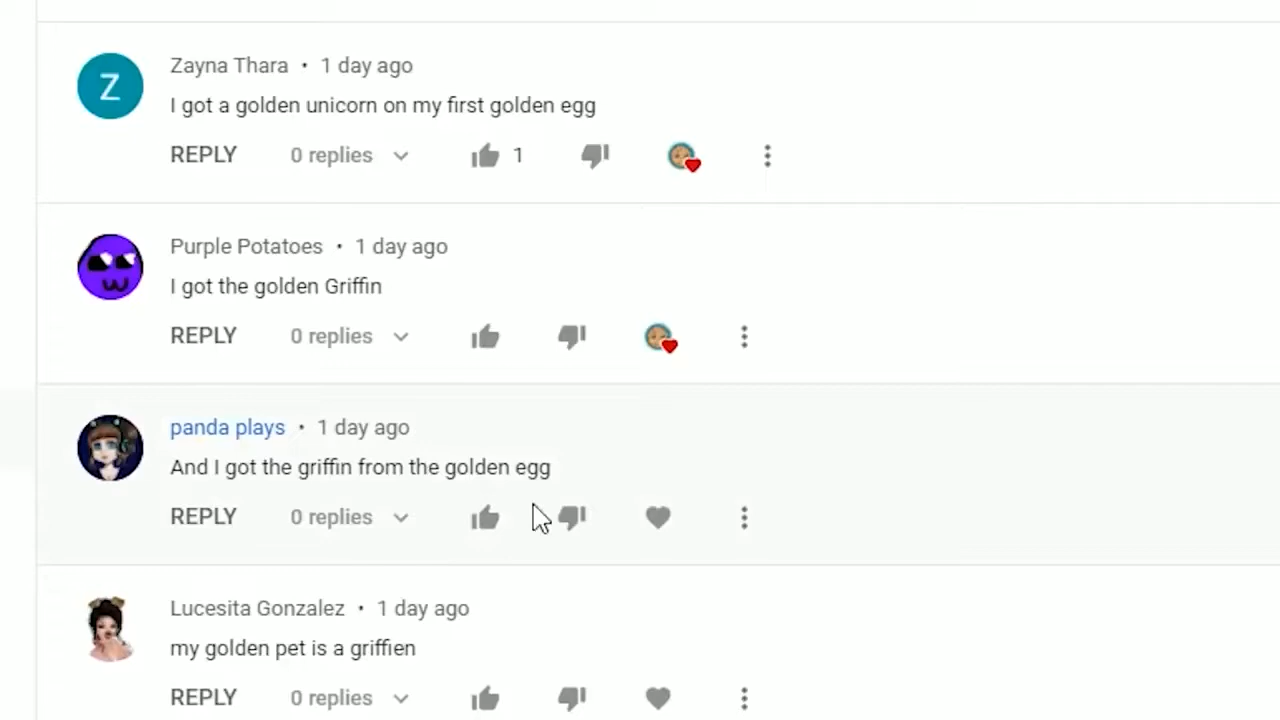 Z
Zayna Thara • 1 day ago
I got a golden unicorn on my first golden egg
REPLY 0 replies 1
Purple Potatoes • 1 day ago
I got the golden Griffin
REPLY 0 replies
panda plays • 1 day ago
And I got the griffin from the golden egg
REPLY 0 replies
Lucesita Gonzalez • 1 day ago
my golden pet is a griffien
REPLY 0 replies